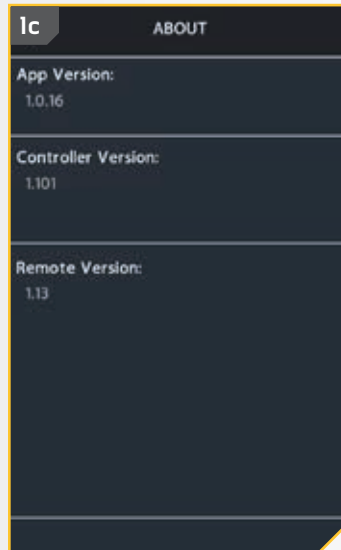 1c
ABOUT
App Version:
1.0.16
Controller Version:
1.101
Remote Version:
1.13